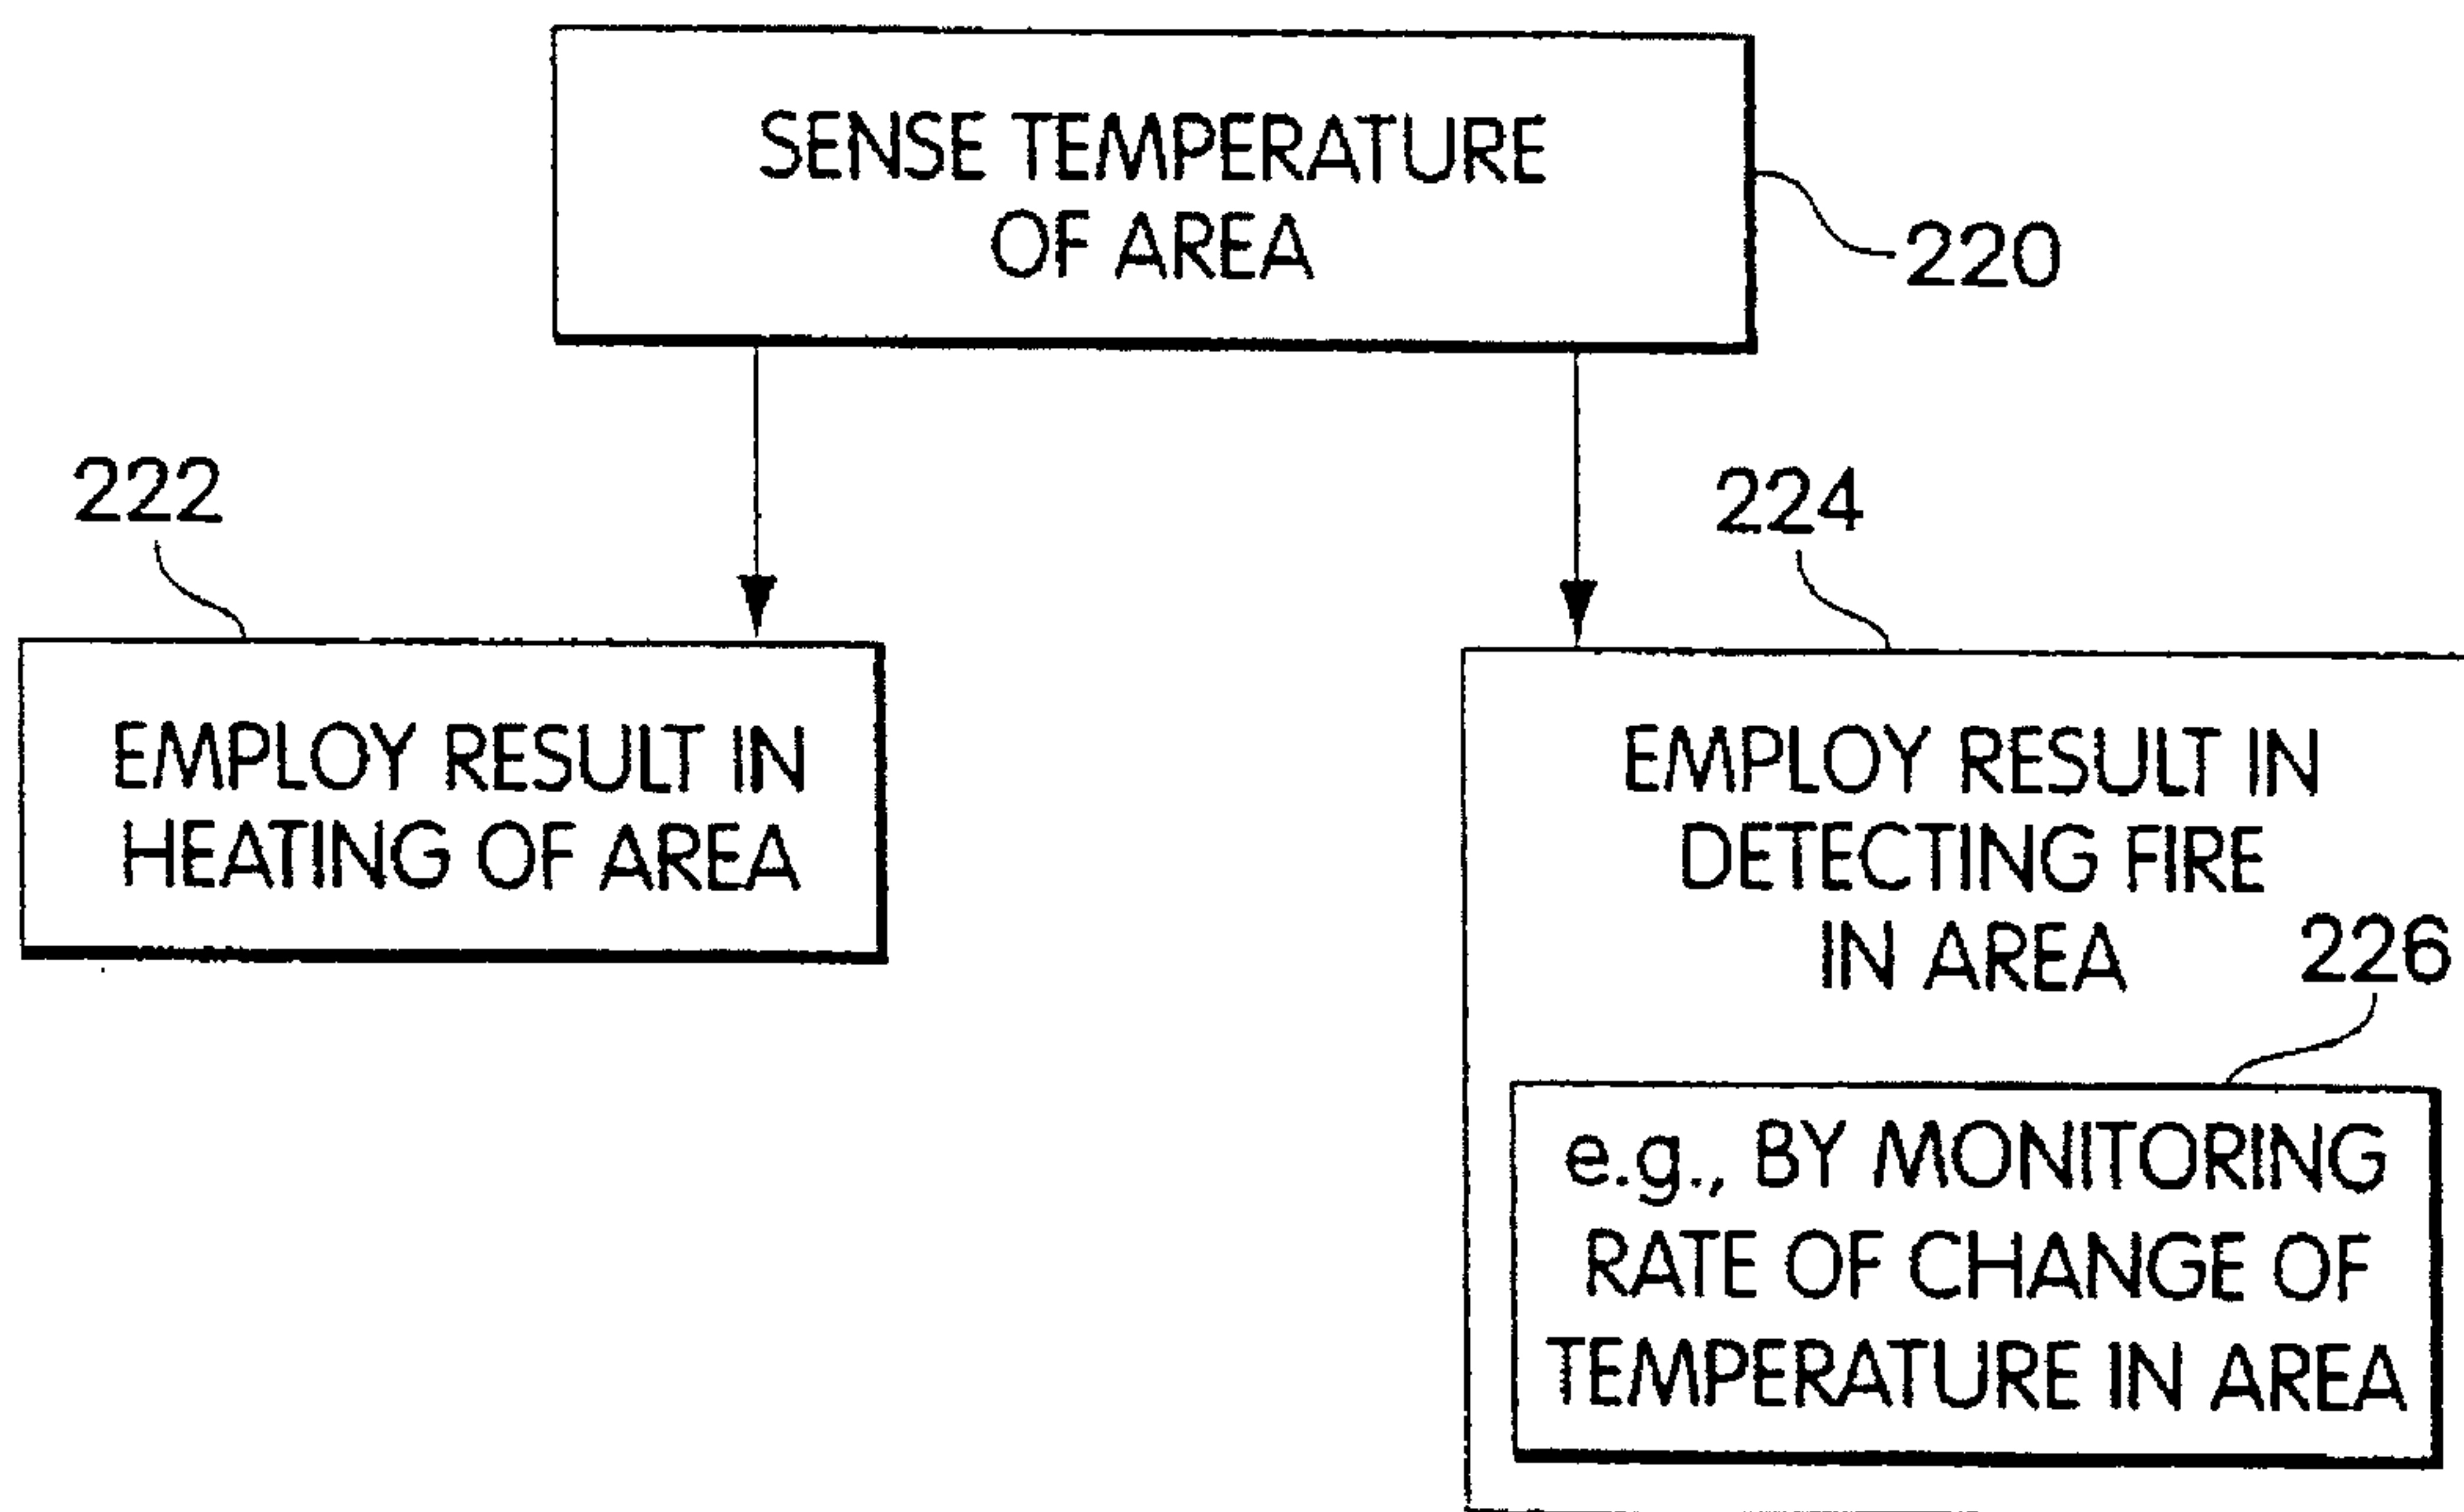 SENSE TEMPERATURE
OF AREA
220
222
224
EMPLOY RESULT IN
HEATING OF AREA
EMPLOY RESULT IN
DETECTING FIRE
IN AREA
226
e.g., BY MONITORING
RATE OF CHANGE OF
TEMPERATURE IN AREA